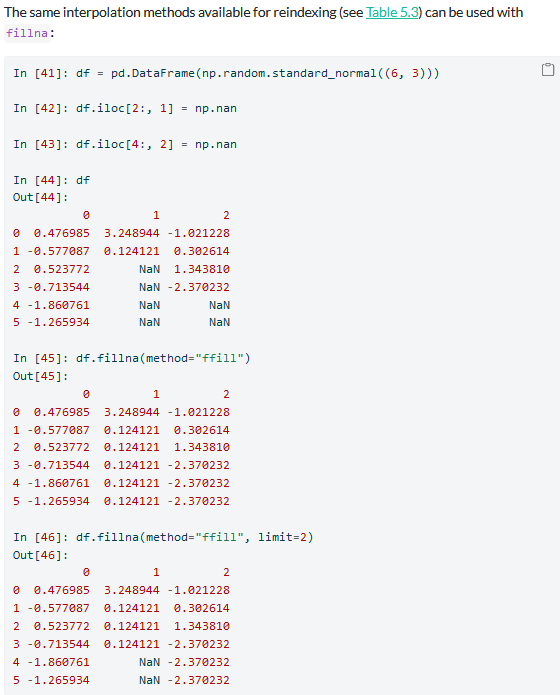 The same interpolation methods available for reindexing (see Table 5.3) can be used with
fillna:
In [41]: df = pd.DataFrame(np.random.standard_normal((6, 3)))
In [42]: df.iloc[2:, 1] = np.nan
In [43]: df.iloc[4:, 2] = np.nan
In [44]: df
Out[44]:
          0         1         2
0  0.476985  3.248944 -1.021228
1 -0.577087  0.124121  0.302614
2  0.523772       NaN  1.343810
3 -0.713544       NaN -2.370232
4 -1.860761       NaN       NaN
5 -1.265934       NaN       NaN
In [45]: df.fillna(method="ffill")
Out[45]:
          0         1         2
0  0.476985  3.248944 -1.021228
1 -0.577087  0.124121  0.302614
2  0.523772  0.124121  1.343810
3 -0.713544  0.124121 -2.370232
4 -1.860761  0.124121 -2.370232
5 -1.265934  0.124121 -2.370232
In [46]: df.fillna(method="ffill", limit=2)
Out[46]:
          0         1         2
0  0.476985  3.248944 -1.021228
1 -0.577087  0.124121  0.302614
2  0.523772  0.124121  1.343810
3 -0.713544  0.124121 -2.370232
4 -1.860761       NaN -2.370232
5 -1.265934       NaN -2.370232